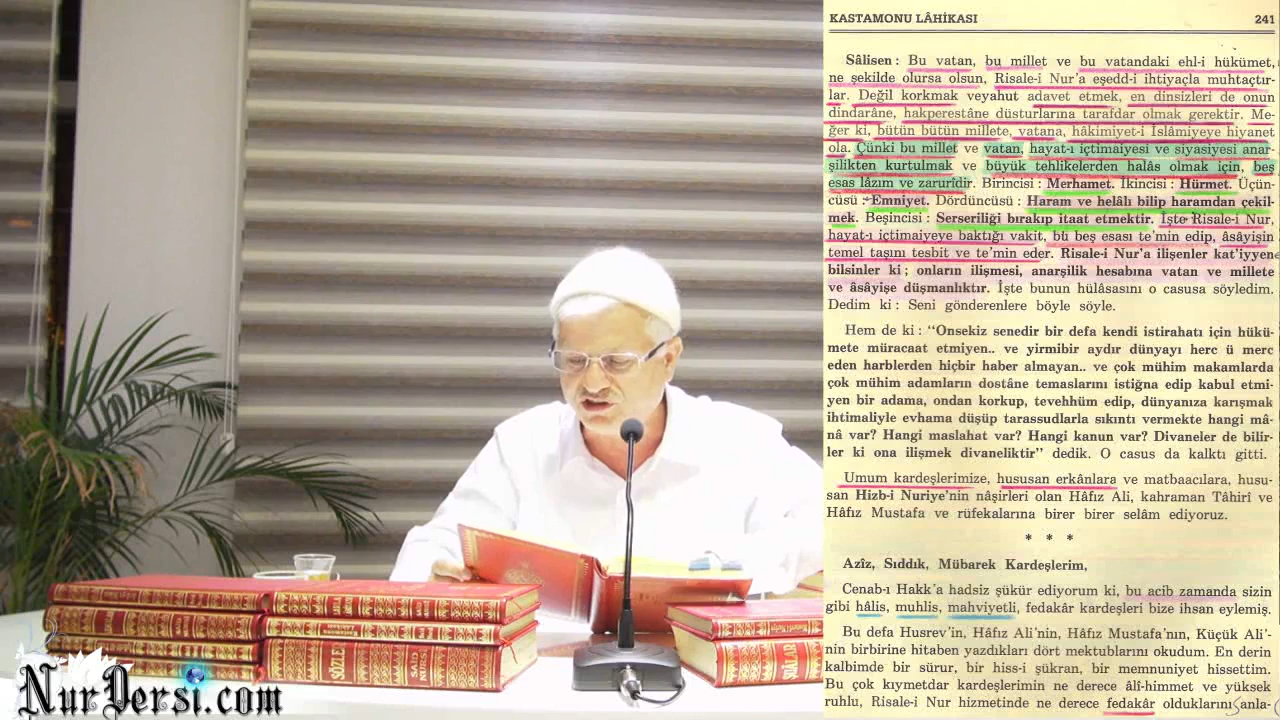 KASTAMONU LÂHİKASI 241
Sâlisen : Bu vatan, bu millet ve bu vatandaki ehl-i hükûmet,
ne şekilde olursa olsun, Risale-i Nur'a eşedd-i ihtiyaçla muhtaçtır-
lar. Değil korkmak veyahut adavet etmek, en dinsizleri de onun
dindarâne, hakperestâne düsturlarına tarafdar olmak gerektir. Me-
ğer ki, bütün bütün millete, vatana, hâkimiyet-i İslâmiyeye hiyanet
ola. Çünki bu millet ve vatan, hayat-ı içtimaiyesi ve siyasiyesi anar-
şilikten kurtulmak ve büyük tehlikelerden halâs olmak için, beş
esas lâzım ve zarurîdir. Birincisi : Merhamet. İkincisi : Hürmet. Üçün-
cüsü : Emniyet. Dördüncüsü : Haram ve helâlı bilip haramdan çekil-
mek. Beşincisi : Serseriliği bırakıp itaat etmektir. İşte Risale-i Nur,
hayat-ı içtimaiyeye baktığı vakit, bu beş esası te'min edip, âsâyişin
temel taşını tesbit ve te'min eder. Risale-i Nur'a ilişenler kat'iyyen
bilsinler ki ; onların ilişmesi, anarşilik hesabına vatan ve millete
ve âsâyişe düşmanlıktır. İşte bunun hülâsasını o casusa söyledim.
Dedim ki : Seni gönderenlere böyle söyle.
Hem de ki : "Onsekiz senedir bir defa kendi istirahatı için hükü-
mete müracaat etmiyen.. ve yirmibir aydır dünyayı herc ü merc
eden harblerden hiçbir haber almayan.. ve çok mühim makamlarda
çok mühim adamların dostâne temaslarını istiğna edip kabul etmi-
yen bir adama, ondan korkup, tevehhüm edip, dünyanıza karışmak
ihtimaliyle evhama düşüp tarassudlarla sıkıntı vermekte hangi mâ-
nâ var? Hangi maslahat var? Hangi kanun var? Divaneler de bilir-
ler ki ona ilişmek divaneliktir" dedik. O casus da kalktı gitti.
Umum kardeşlerimize, hususan erkânlara ve matbaacılara, husu-
san Hizb-i Nuriye'nin nâşirleri olan Hâfız Ali, kahraman Tâhirî ve
Hâfız Mustafa ve rüfekalarına birer birer selâm ediyoruz.
* * *
Azîz, Sıddık, Mübarek Kardeşlerim,
Cenab-ı Hakk'a hadsiz şükür ediyorum ki, bu acib zamanda sizin
gibi hâlis, muhlis, mahviyetli, fedakâr kardeşleri bize ihsan eylemiş.
Bu defa Husrev'in, Hâfız Ali'nin, Hâfız Mustafa'nın, Küçük Ali'-
nin birbirine hitaben yazdıkları dört mektublarını okudum. En derin
kalbimde bir sürur, bir hiss-i şükran, bir memnuniyet hissettim.
Bu çok kıymetdar kardeşlerimin ne derece âlî-himmet ve yüksek
ruhlu, Risale-i Nur hizmetinde ne derece fedakâr olduklarını anla-
SÖZLER
SAİD NURSÎ
ŞUÂLAR
NurDersi.com